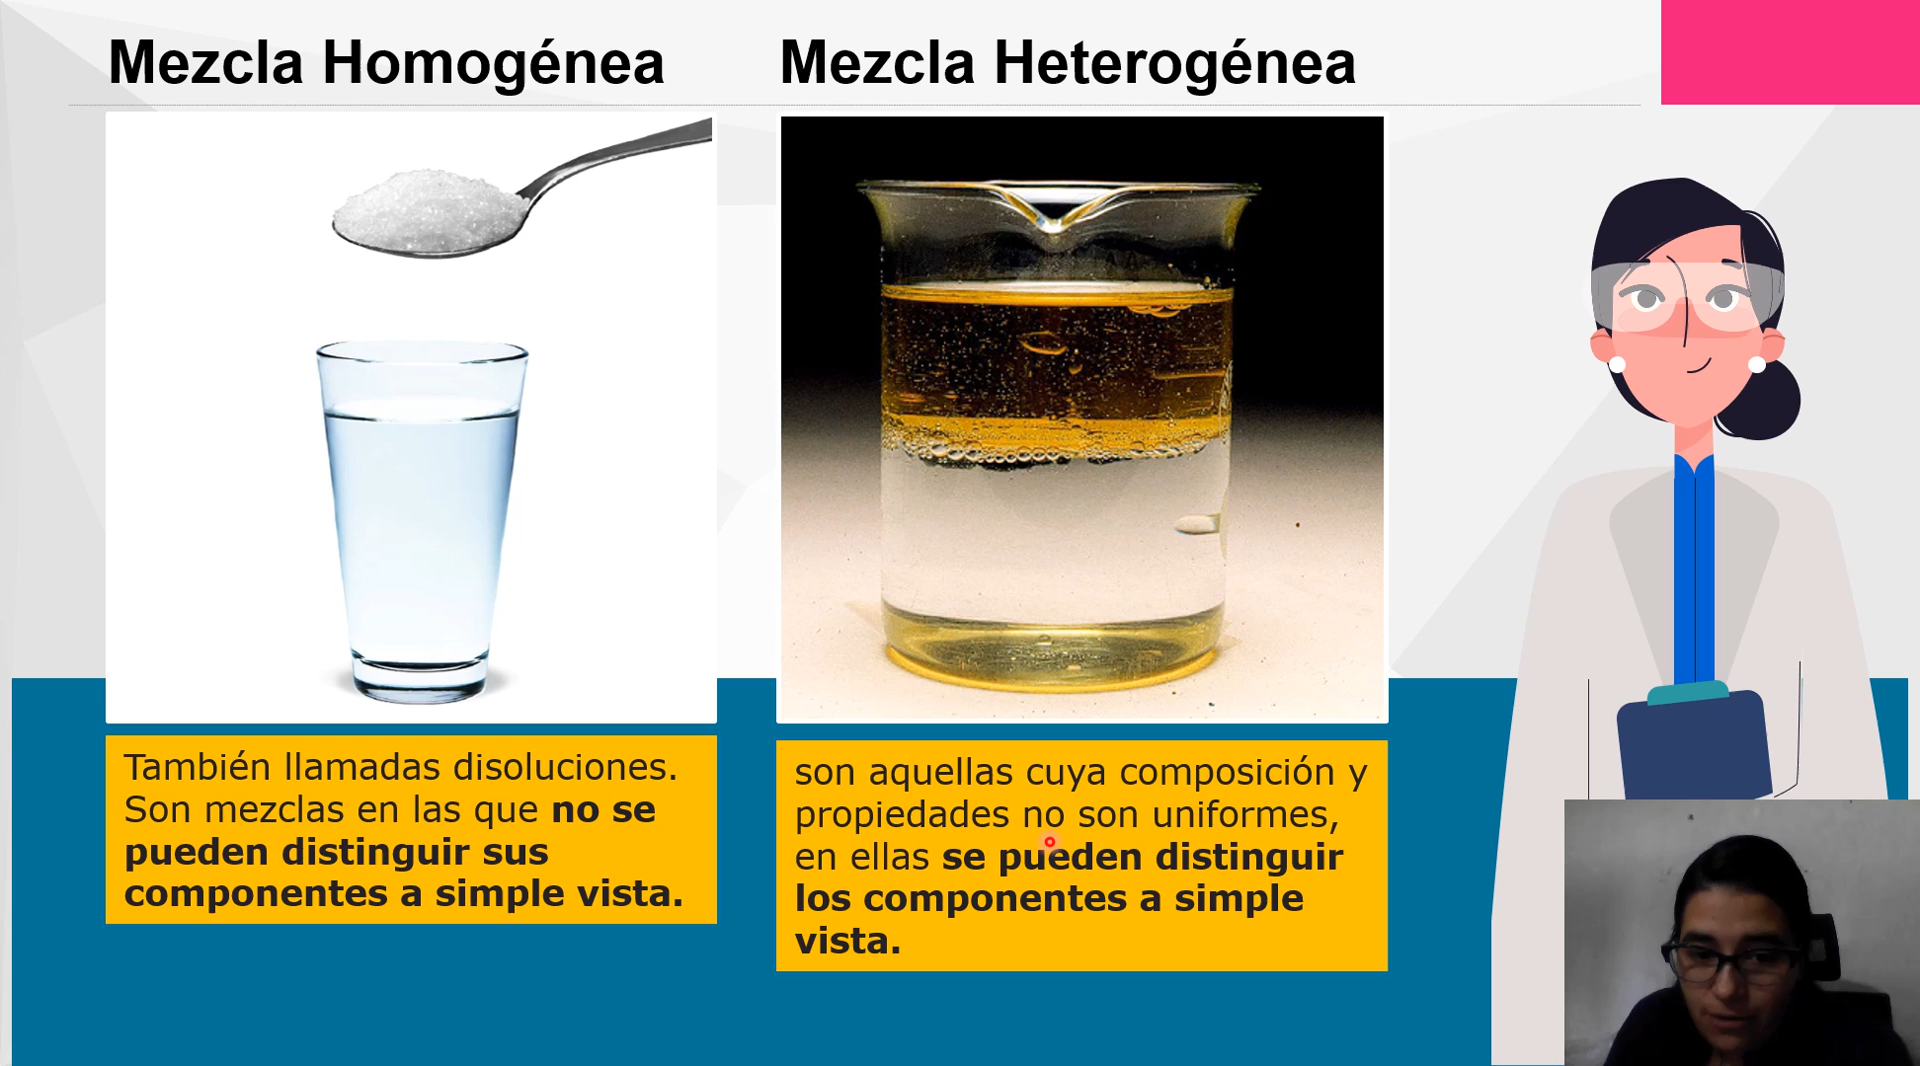 Mezcla Homogénea
Mezcla Heterogénea
También llamadas disoluciones.
Son mezclas en las que no se
pueden distinguir sus
componentes a simple vista.
son aquellas cuya composición y
propiedades no son uniformes,
en ellas se pueden distinguir
los componentes a simple
vista.